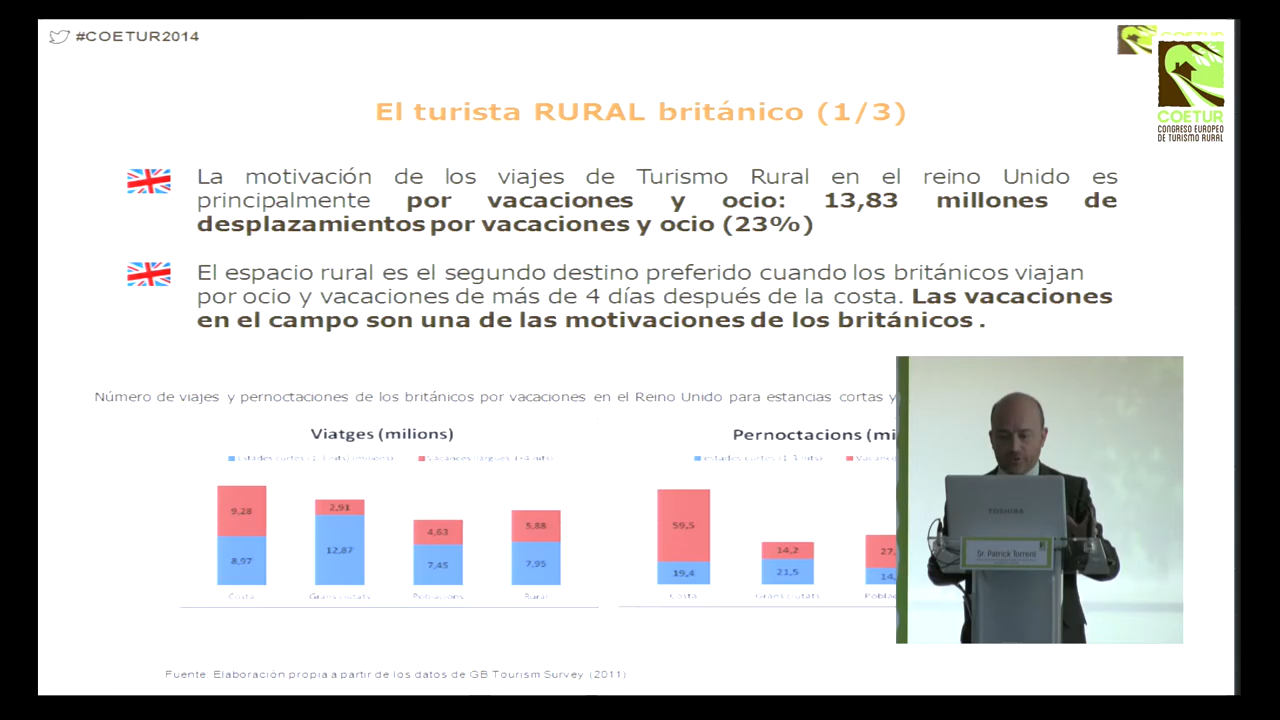 #COETUR2014
COETUR
CONGRESO EUROPEO
DE TURISMO RURAL
El turista RURAL británico (1/3)
La motivación de los viajes de Turismo Rural en el reino Unido es
principalmente por vacaciones y ocio: 13,83 millones de
desplazamientos por vacaciones y ocio (23%)
El espacio rural es el segundo destino preferido cuando los británicos viajan
por ocio y vacaciones de más de 4 días después de la costa. Las vacaciones
en el campo son una de las motivaciones de los británicos .
Número de viajes y pernoctaciones de los británicos por vacaciones en el Reino Unido para estancias cortas y
Viatges (milions)
Estades curtes (1-3 nits) (milions) Vacances llargues (+4 nits)
9,28 2,91 4,63 5,88
8,97 12,87 7,45 7,95
Costa Grans ciutats Poblacions Rural
Pernoctacions (mi
estades curtes (1-3 nits) Vacance
59,5 14,2 27,
19,4 21,5 14,
Costa Grans ciutats Poblac
TOSHIBA
Sr. Patrick Torrent
Fuente: Elaboración propia a partir de los datos de GB Tourism Survey (2011)